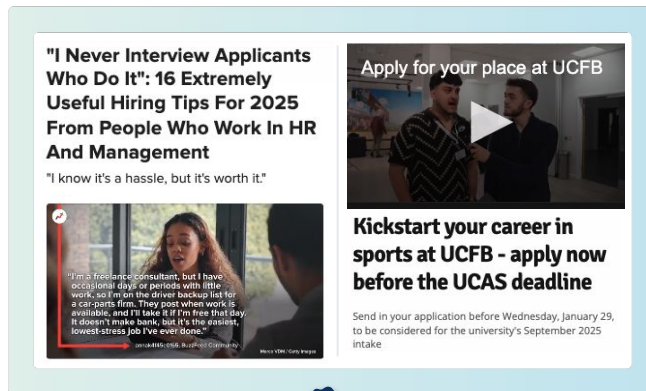 "I Never Interview Applicants
Who Do It": 16 Extremely
Useful Hiring Tips For 2025
From People Who Work In HR
And Management
"I know it's a hassle, but it's worth it."
"I'm a freelance consultant, but I have
occasional days or periods with little
work, so I'm on the driver backup list for
a car-parts firm. They post when work is
available, and I'll take it if I'm free that day.
It doesn't make bank, but it's the easiest,
lowest-stress job I've ever done."
BuzzFeed Community
Morsa VDM / Getty Images
Apply for your place at UCFB
Kickstart your career in
sports at UCFB - apply now
before the UCAS deadline
Send in your application before Wednesday, January 29,
to be considered for the university's September 2025
intake